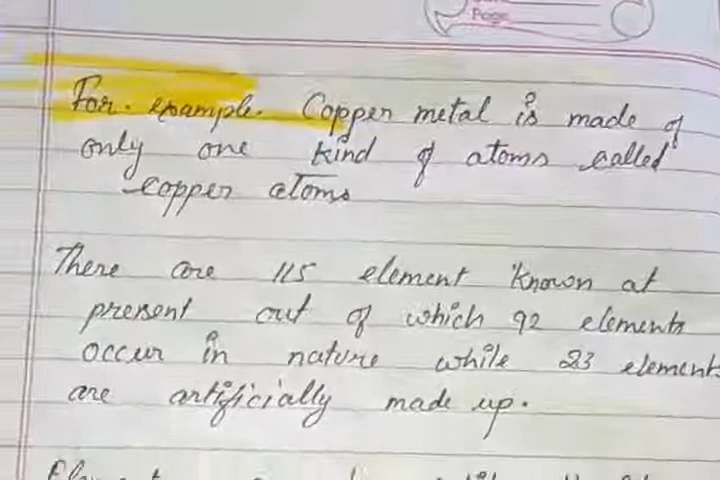 Page
For. example. Copper metal is made of
only one kind of atoms called
copper atoms
There are 115 element known at
present out of which 92 elements
occur in nature while 23 elements
are artificially made up.